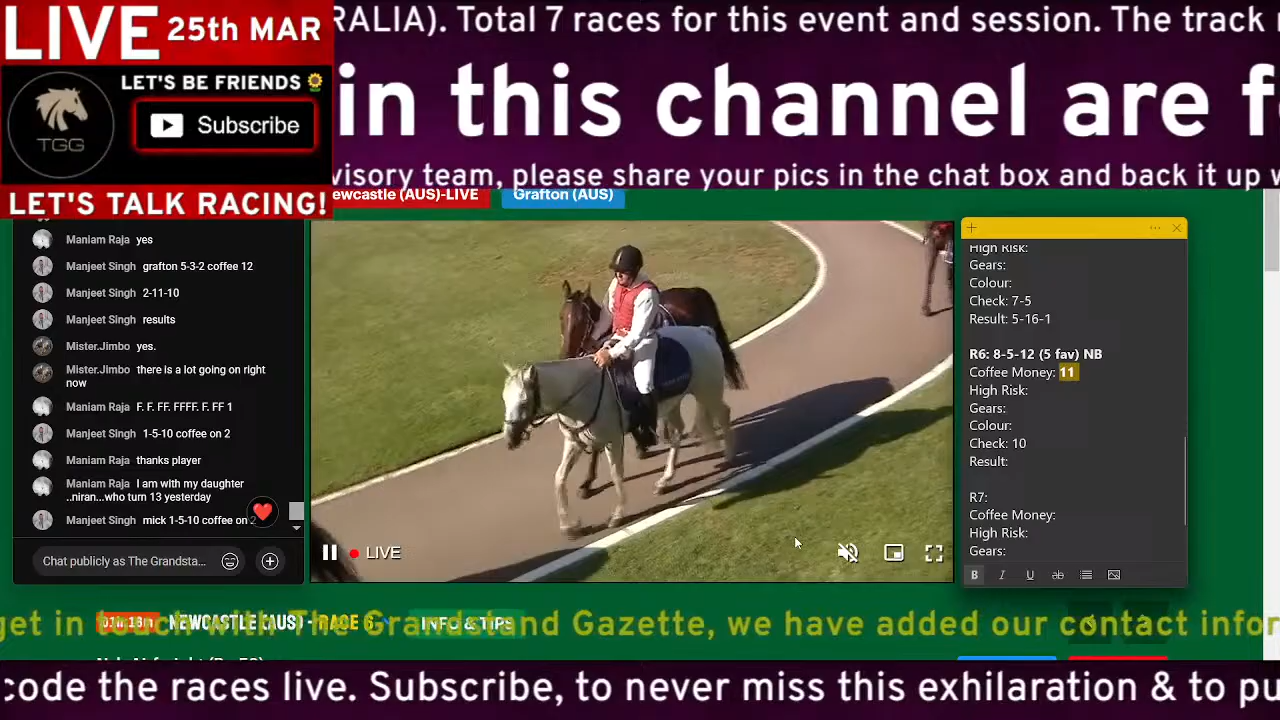 LIVE 25th MAR
RALIA). Total 7 races for this event and session. The track
LET'S BE FRIENDS 🌻
Subscribe
TGG
in this channel are f
visory team, please share your pics in the chat box and back it up
LET'S TALK RACING!
ewcastle (AUS)-LIVE
Grafton (AUS)
Maniam Raja yes
Manjeet Singh grafton 5-3-2 coffee 12
Manjeet Singh 2-11-10
Manjeet Singh results
Mister.Jimbo yes.
Mister.Jimbo there is a lot going on right
now
Maniam Raja F. F. FF. FFFF. F. FF 1
Manjeet Singh 1-5-10 coffee on 2
Maniam Raja thanks player
Maniam Raja I am with my daughter
..niran...who turn 13 yesterday
Manjeet Singh mick 1-5-10 coffee on 2
Chat publicly as The Grandsta...
LIVE
High Risk:
Gears:
Colour:
Check: 7-5
Result: 5-16-1
R6: 8-5-12 (5 fav) NB
Coffee Money: 11
High Risk:
Gears:
Colour:
Check: 10
Result:
R7:
Coffee Money:
High Risk:
Gears:
B I U ab
NEWCASTLE (AUS) - RACE 6
INFO & TIPS
get in touch with The Grandstand Gazette, we have added our contact infor
code the races live. Subscribe, to never miss this exhilaration & to pu